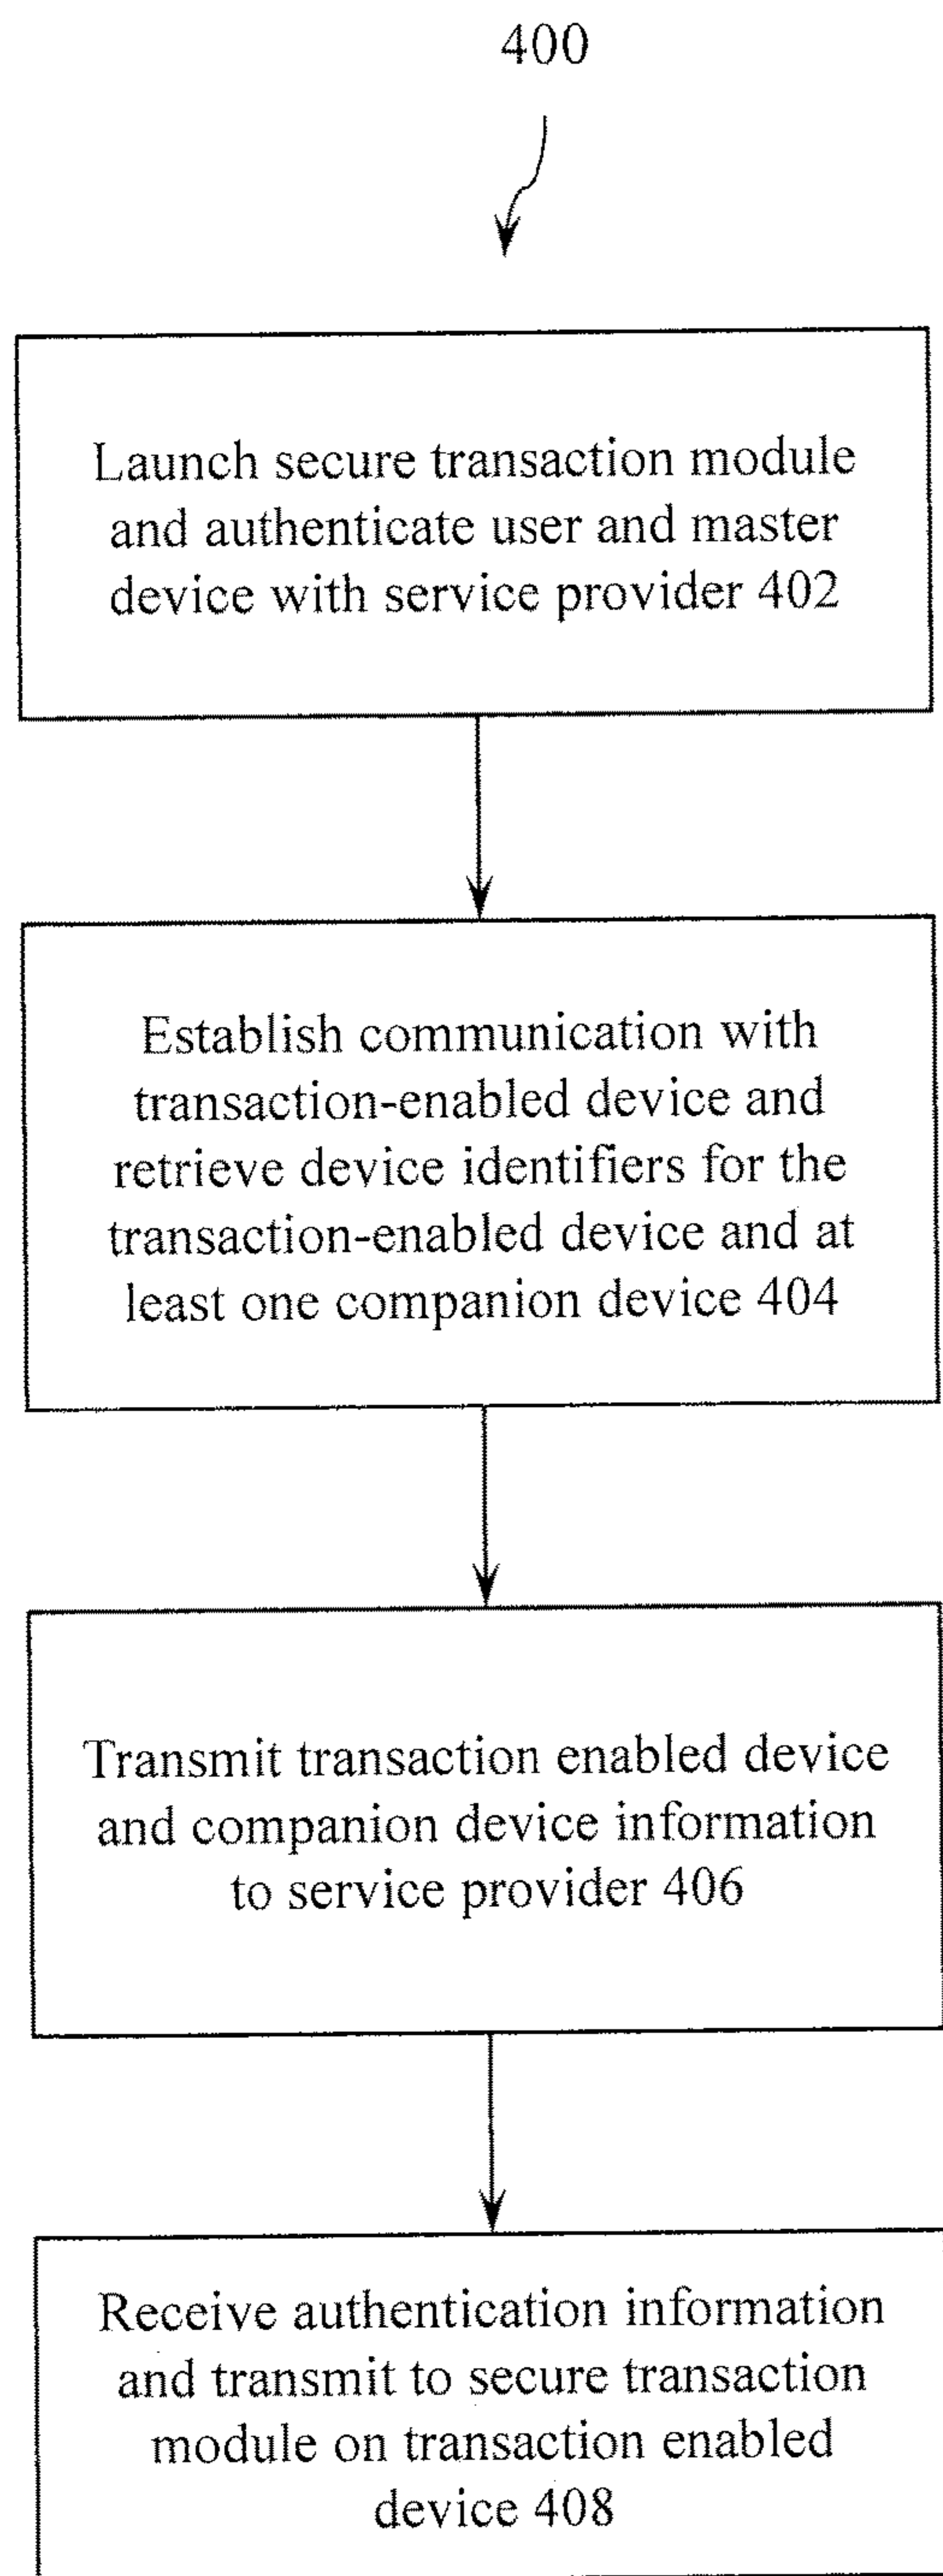 400
Launch secure transaction module
and authenticate user and master
device with service provider 402
Establish communication with
transaction-enabled device and
retrieve device identifiers for the
transaction-enabled device and at
least one companion device 404
Transmit transaction enabled device
and companion device information
to service provider 406
Receive authentication information
and transmit to secure transaction
module on transaction enabled
device 408